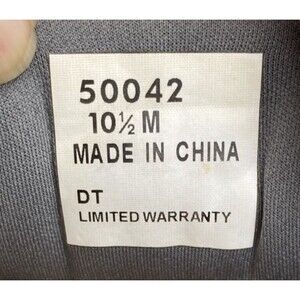 50042
10½ M
MADE IN CHINA
DT
LIMITED WARRANTY